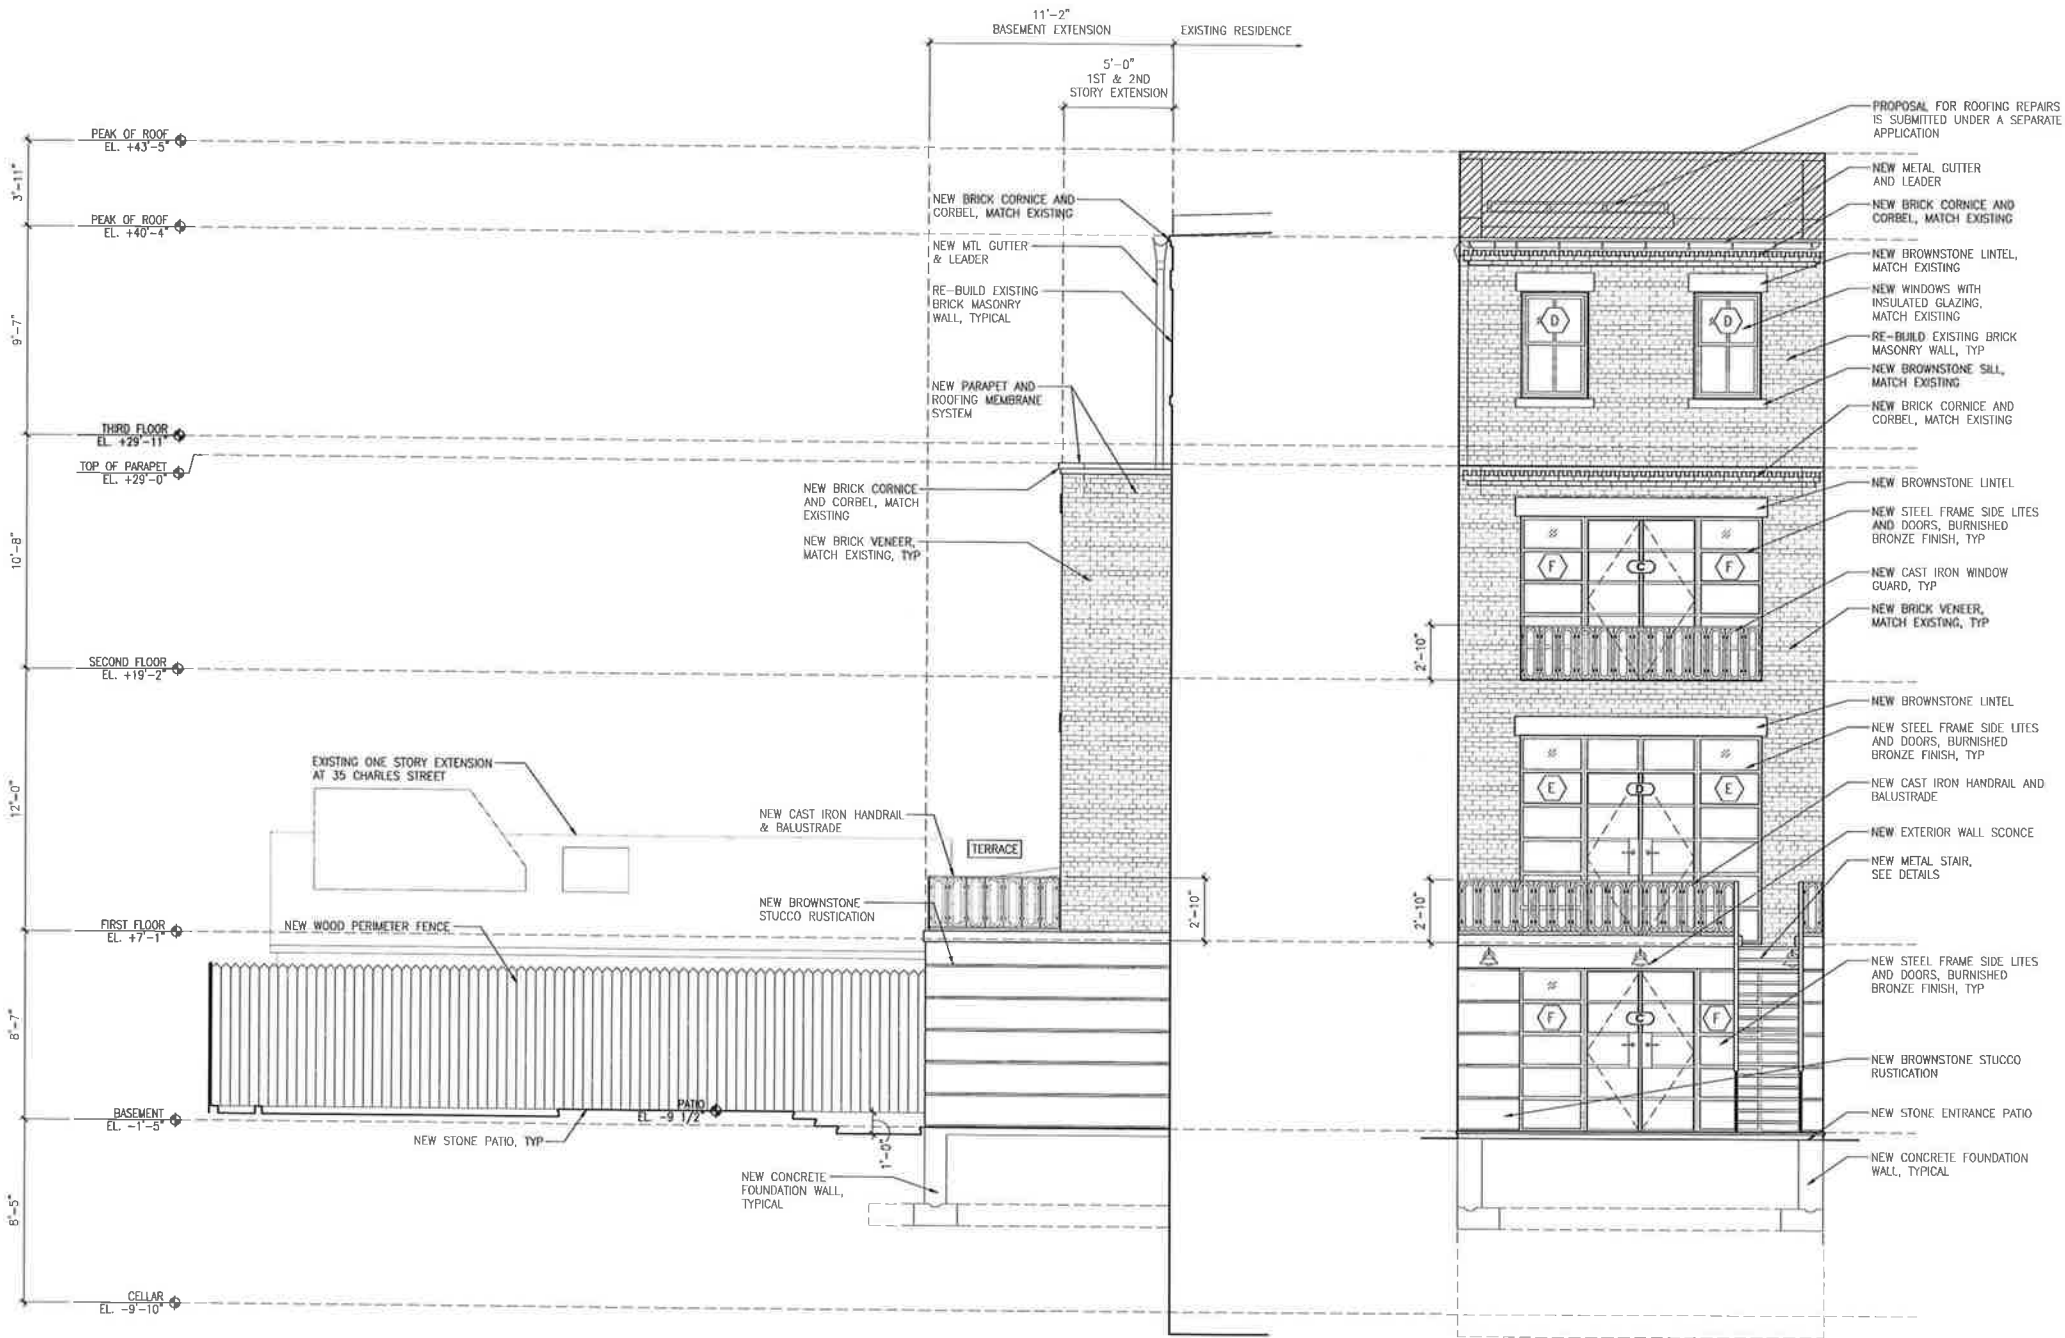 11'-2"
BASEMENT EXTENSION
EXISTING RESIDENCE
5'-0"
1ST & 2ND
STORY EXTENSION
PEAK OF ROOF
EL. +43'-5"
3'-11"
PEAK OF ROOF
EL. +40'-4"
9'-7"
THIRD FLOOR
EL. +29'-11"
TOP OF PARAPET
EL. +29'-0"
10'-8"
SECOND FLOOR
EL. +19'-2"
12'-0"
FIRST FLOOR
EL. +7'-1"
8'-7"
BASEMENT
EL. -1'-5"
8'-5"
CELLAR
EL. -9'-10"
NEW BRICK CORNICE AND
CORBEL, MATCH EXISTING
NEW MTL GUTTER
& LEADER
RE-BUILD EXISTING
BRICK MASONRY
WALL, TYPICAL
NEW PARAPET AND
ROOFING MEMBRANE
SYSTEM
NEW BRICK CORNICE
AND CORBEL, MATCH
EXISTING
NEW BRICK VENEER,
MATCH EXISTING, TYP
EXISTING ONE STORY EXTENSION
AT 35 CHARLES STREET
NEW CAST IRON HANDRAIL
& BALUSTRADE
TERRACE
NEW BROWNSTONE
STUCCO RUSTICATION
2'-10"
NEW WOOD PERIMETER FENCE
PATIO
EL. -9 1/2"
NEW STONE PATIO, TYP
1'-0"
NEW CONCRETE
FOUNDATION WALL,
TYPICAL
D
D
F
C
F
2'-10"
E
D
E
2'-10"
F
C
F
PROPOSAL FOR ROOFING REPAIRS
IS SUBMITTED UNDER A SEPARATE
APPLICATION
NEW METAL GUTTER
AND LEADER
NEW BRICK CORNICE AND
CORBEL, MATCH EXISTING
NEW BROWNSTONE LINTEL,
MATCH EXISTING
NEW WINDOWS WITH
INSULATED GLAZING,
MATCH EXISTING
RE-BUILD EXISTING BRICK
MASONRY WALL, TYP
NEW BROWNSTONE SILL,
MATCH EXISTING
NEW BRICK CORNICE AND
CORBEL, MATCH EXISTING
NEW BROWNSTONE LINTEL
NEW STEEL FRAME SIDE LITES
AND DOORS, BURNISHED
BRONZE FINISH, TYP
NEW CAST IRON WINDOW
GUARD, TYP
NEW BRICK VENEER,
MATCH EXISTING, TYP
NEW BROWNSTONE LINTEL
NEW STEEL FRAME SIDE LITES
AND DOORS, BURNISHED
BRONZE FINISH, TYP
NEW CAST IRON HANDRAIL AND
BALUSTRADE
NEW EXTERIOR WALL SCONCE
NEW METAL STAIR,
SEE DETAILS
NEW STEEL FRAME SIDE LITES
AND DOORS, BURNISHED
BRONZE FINISH, TYP
NEW BROWNSTONE STUCCO
RUSTICATION
NEW STONE ENTRANCE PATIO
NEW CONCRETE FOUNDATION
WALL, TYPICAL